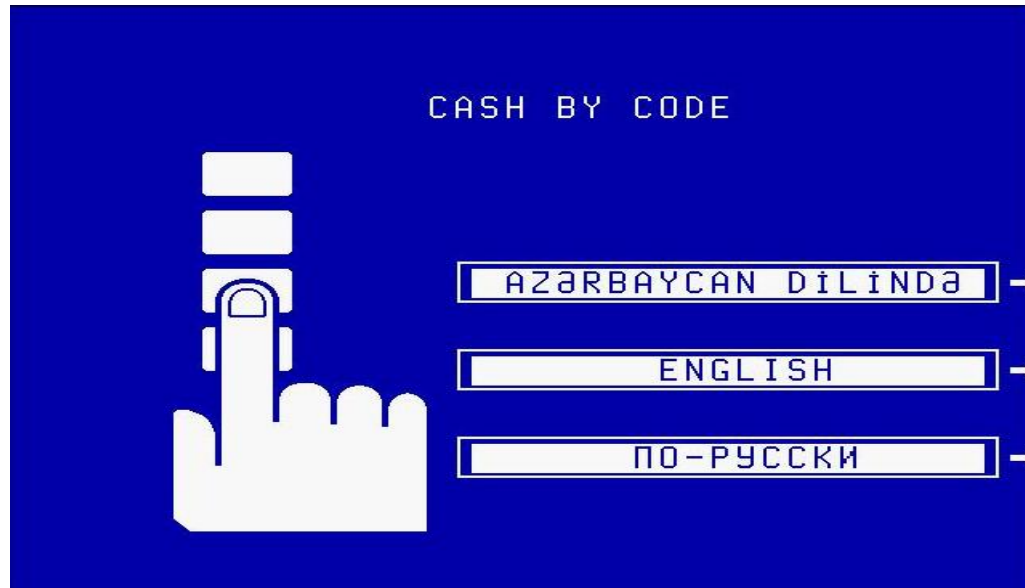 CASH BY CODE
AZƏRBAYCAN DİLİNDƏ
ENGLISH
ПО-РУССКИ